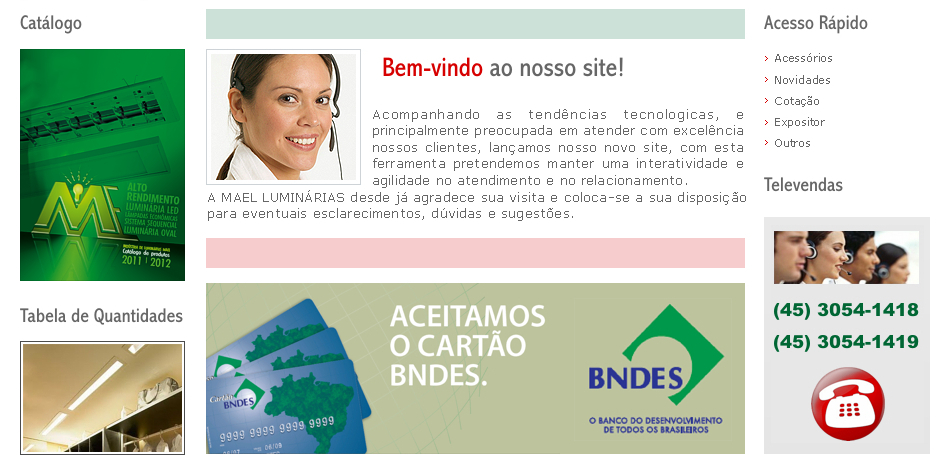 Catálogo
ALTO
RENDIMENTO
LUMINÁRIA LED
LÂMPADAS ECONÔMICAS
SISTEMA SEQUENCIAL
LUMINÁRIA OVAL
Catálogo de produtos
2011 | 2012
Tabela de Quantidades
Bem-vindo ao nosso site!
Acompanhando as tendências tecnologicas, e
principalmente preocupada em atender com excelência
nossos clientes, lançamos nosso novo site, com esta
ferramenta pretendemos manter uma interatividade e
agilidade no atendimento e no relacionamento.
A MAEL LUMINÁRIAS desde já agradece sua visita e coloca-se a sua disposição
para eventuais esclarecimentos, dúvidas e sugestões.
ACEITAMOS
O CARTÃO
BNDES.
Cartão
BNDES
9999 9999 9999 9999
BNDES
O BANCO DO DESENVOLVIMENTO
DE TODOS OS BRASILEIROS
Acesso Rápido
Acessórios
Novidades
Cotação
Expositor
Outros
Televendas
(45) 3054-1418
(45) 3054-1419